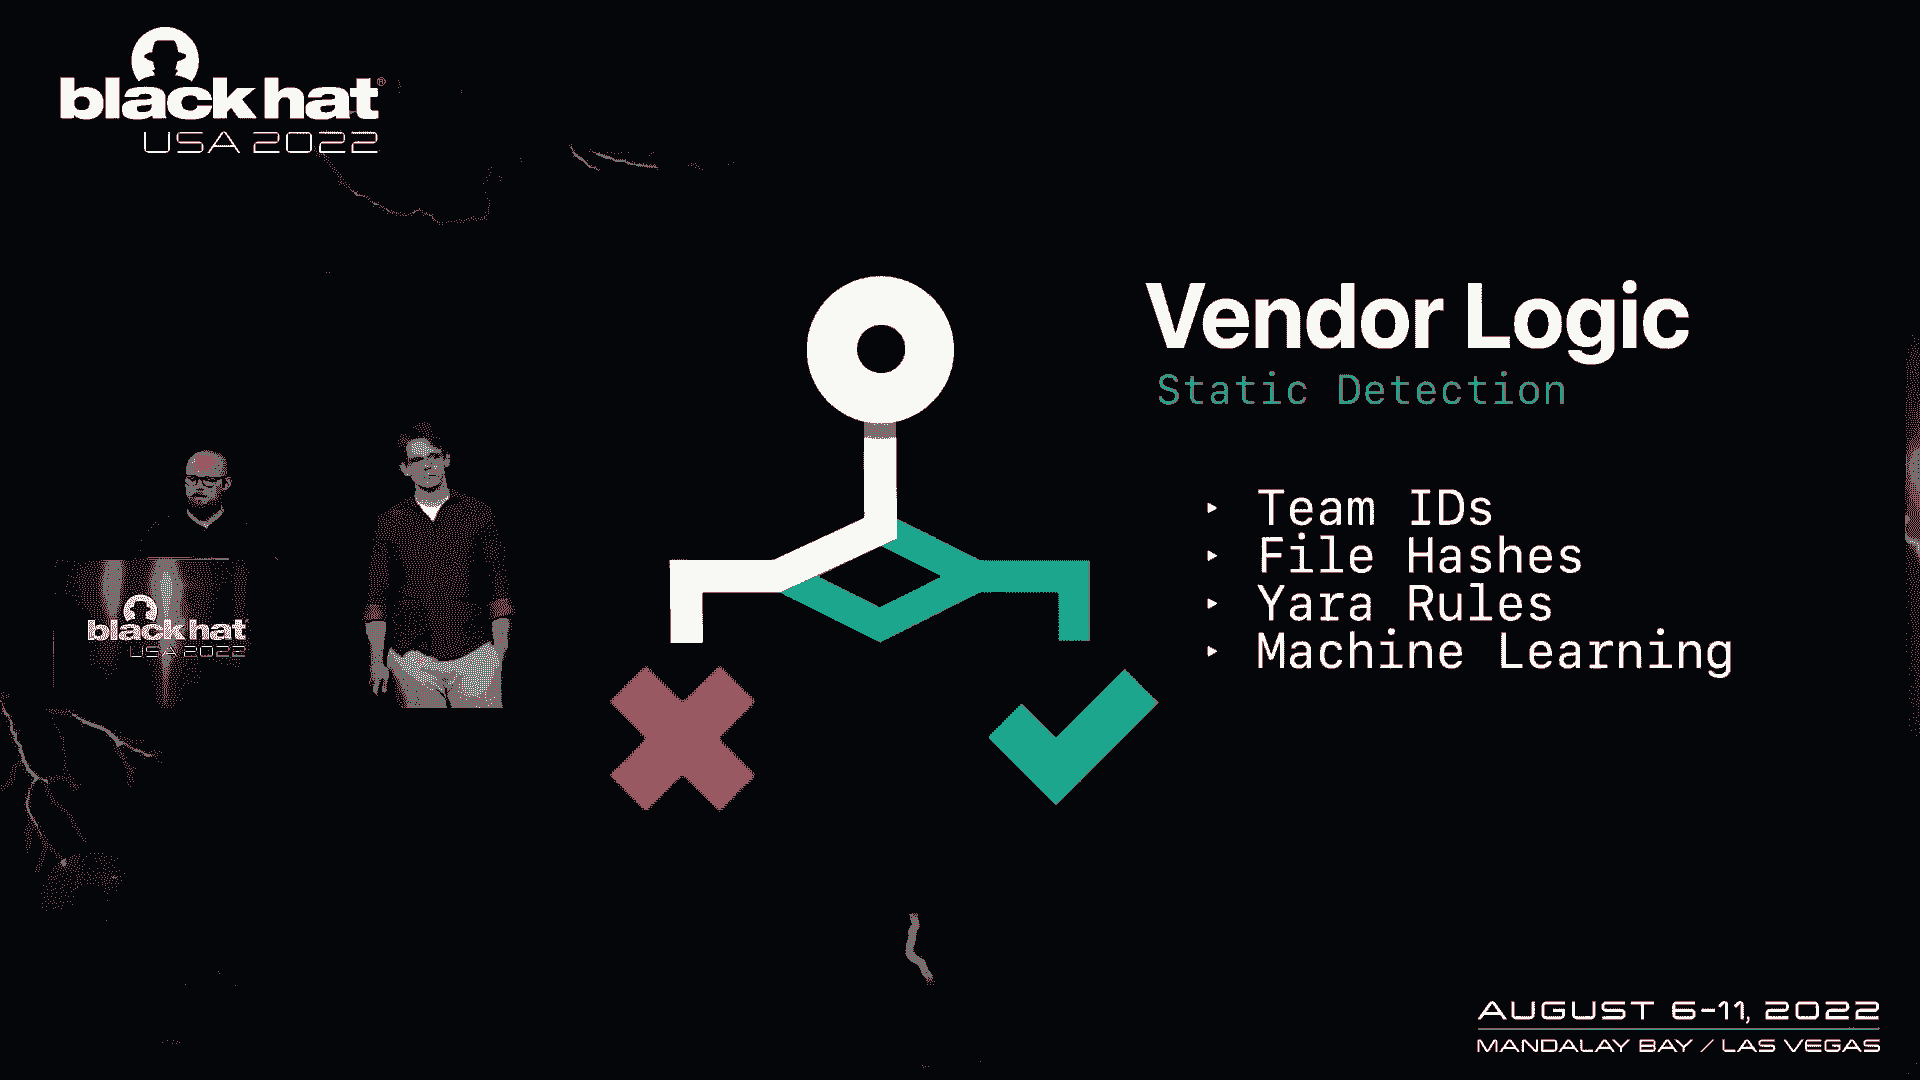 black hat®
USA 2022
Vendor Logic
Static Detection
‣ Team IDs
‣ File Hashes
‣ Yara Rules
‣ Machine Learning
black hat
USA 2022
AUGUST 6-11, 2022
MANDALAY BAY / LAS VEGAS